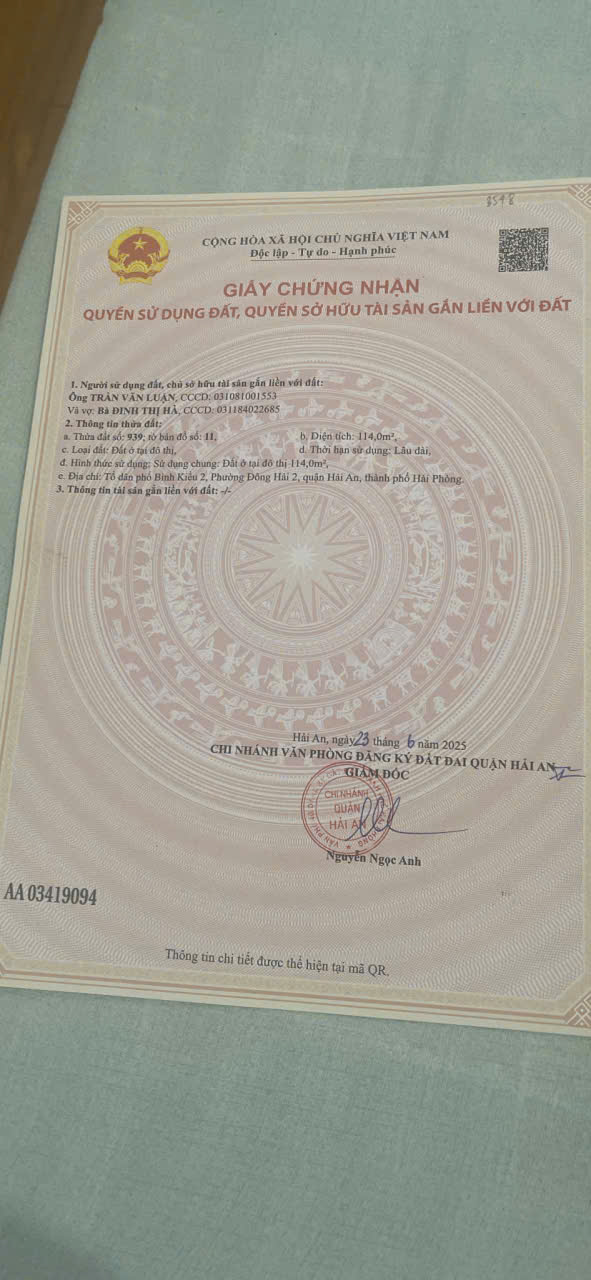 8598
CỘNG HÒA XÃ HỘI CHỦ NGHĨA VIỆT NAM
Độc lập - Tự do - Hạnh phúc
GIẤY CHỨNG NHẬN
QUYỀN SỬ DỤNG ĐẤT, QUYỀN SỞ HỮU TÀI SẢN GẮN LIỀN VỚI ĐẤT
1. Người sử dụng đất, chủ sở hữu tài sản gắn liền với đất:
Ông TRẦN VĂN LUẬN, CCCD: 031081001553
Và vợ: Bà ĐINH THỊ HÀ, CCCD: 031184022685
2. Thông tin thửa đất:
a. Thửa đất số: 939; tờ bản đồ số: 11, b. Diện tích: 114,0m²,
c. Loại đất: Đất ở tại đô thị, d. Thời hạn sử dụng: Lâu dài,
đ. Hình thức sử dụng: Sử dụng chung: Đất ở tại đô thị 114,0m²,
e. Địa chỉ: Tổ dân phố Bình Kiều 2, Phường Đông Hải 2, quận Hải An, thành phố Hải Phòng.
3. Thông tin tài sản gắn liền với đất: -/-
Hải An, ngày 23 tháng 6 năm 2025
CHI NHÁNH VĂN PHÒNG ĐĂNG KÝ ĐẤT ĐAI QUẬN HẢI AN
GIÁM ĐỐC
CHI NHÁNH
QUẬN
HẢI AN
Nguyễn Ngọc Anh
AA 03419094
Thông tin chi tiết được thể hiện tại mã QR.